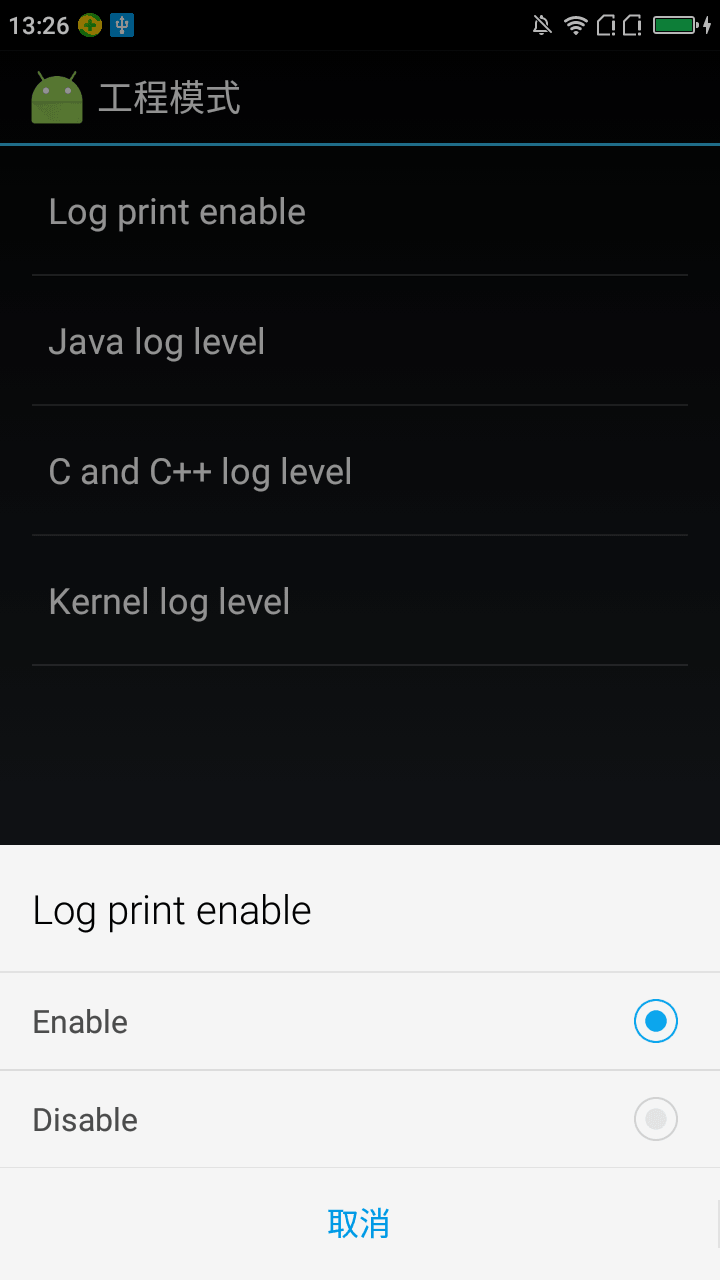 13:26
工程模式
Log print enable
Java log level
C and C++ log level
Kernel log level
Log print enable
Enable
Disable
取消